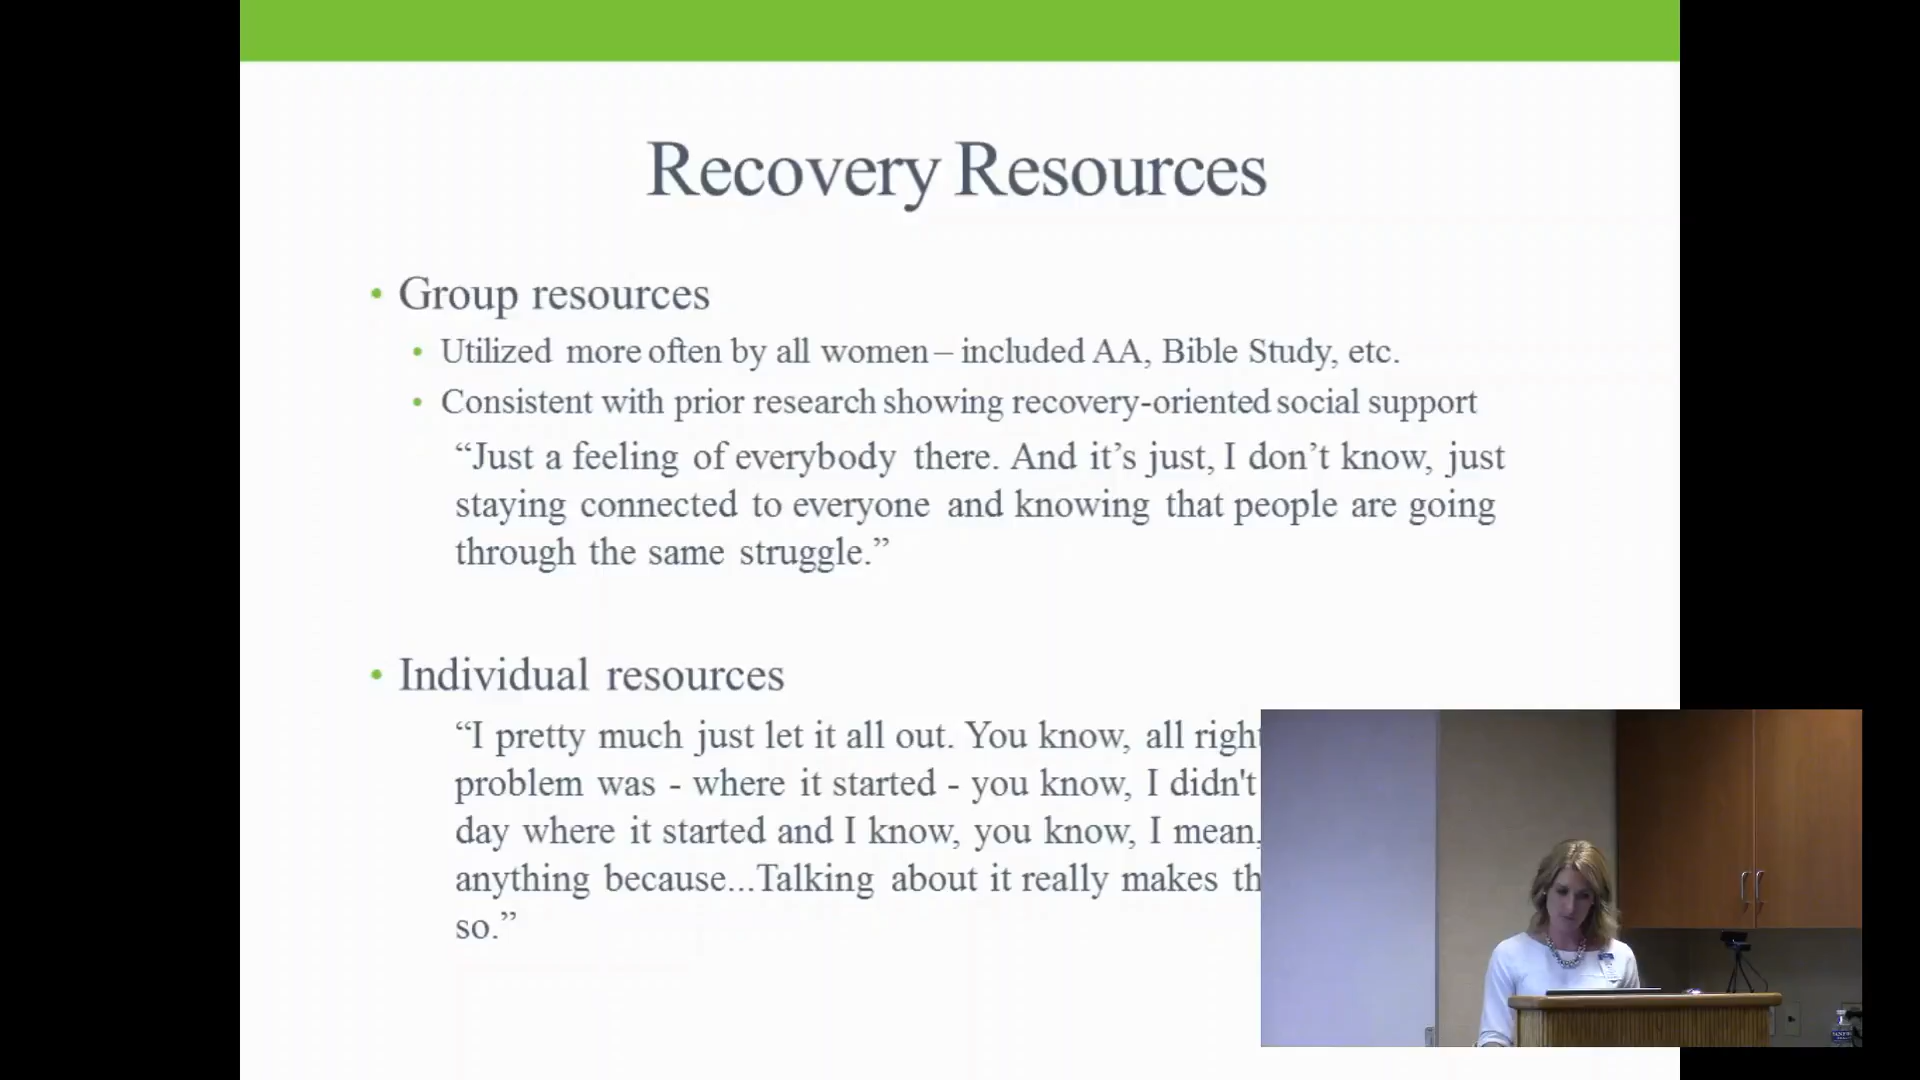 Recovery Resources
• Group resources
• Utilized more often by all women – included AA, Bible Study, etc.
• Consistent with prior research showing recovery-oriented social support
“Just a feeling of everybody there. And it’s just, I don’t know, just
staying connected to everyone and knowing that people are going
through the same struggle.”
• Individual resources
“I pretty much just let it all out. You know, all right
problem was - where it started - you know, I didn't
day where it started and I know, you know, I mean,
anything because...Talking about it really makes
so.”